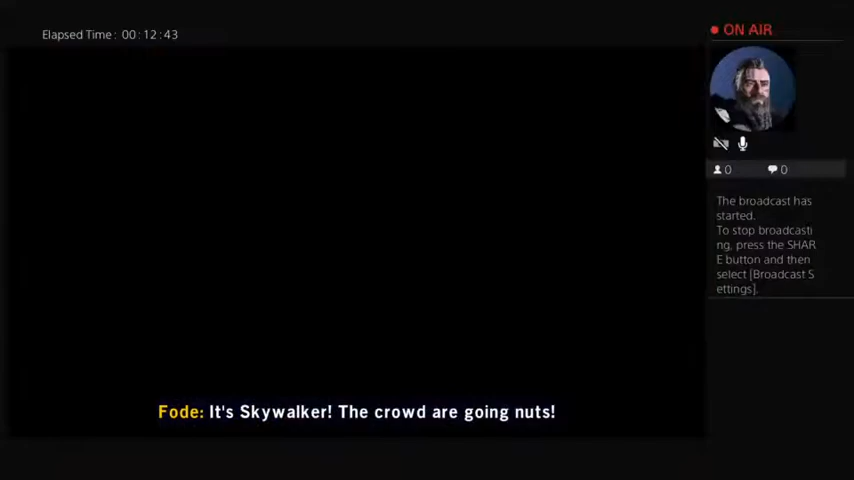 Elapsed Time: 00:12:43
ON AIR
0
0
The broadcast has
started.
To stop broadcasti
ng, press the SHAR
E button and then
select [Broadcast S
ettings].
Fode: It's Skywalker! The crowd are going nuts!